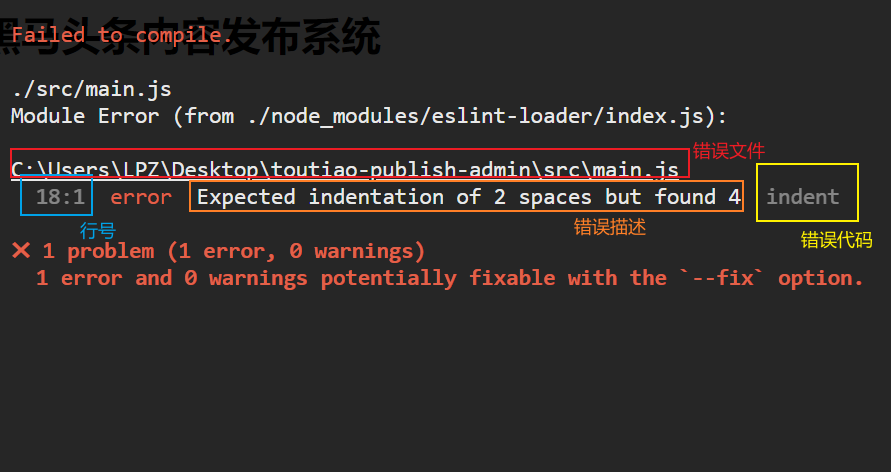 黑马头条内容发布系统
Failed to compile.
./src/main.js
Module Error (from ./node_modules/eslint-loader/index.js):
错误文件
C:\Users\LPZ\Desktop\toutiao-publish-admin\src\main.js
18:1 error Expected indentation of 2 spaces but found 4 indent
行号 错误描述 错误代码
❌ 1 problem (1 error, 0 warnings)
1 error and 0 warnings potentially fixable with the `--fix` option.